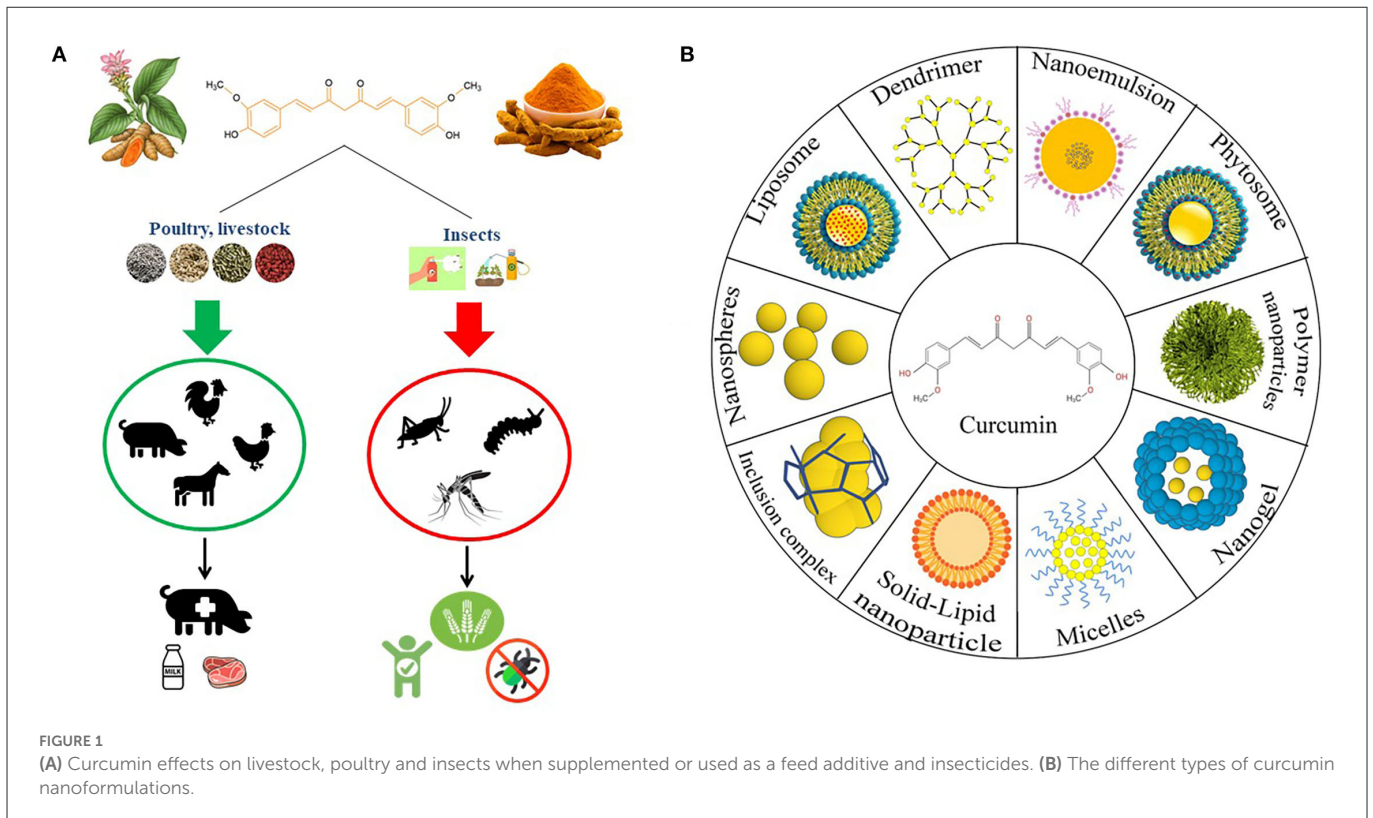 A
H₃C
O
O
O
O
CH₃
HO
OH
Poultry, livestock
Insects
MILK
B
Dendrimer
Nanoemulsion
Phytosome
Polymer
nanoparticles
Nanogel
Micelles
Solid-Lipid
nanoparticle
Inclusion complex
Nanospheres
Liposome
O
O
HO
OH
O
O
H₃C
CH₃
Curcumin
FIGURE 1
(A) Curcumin effects on livestock, poultry and insects when supplemented or used as a feed additive and insecticides. (B) The different types of curcumin
nanoformulations.